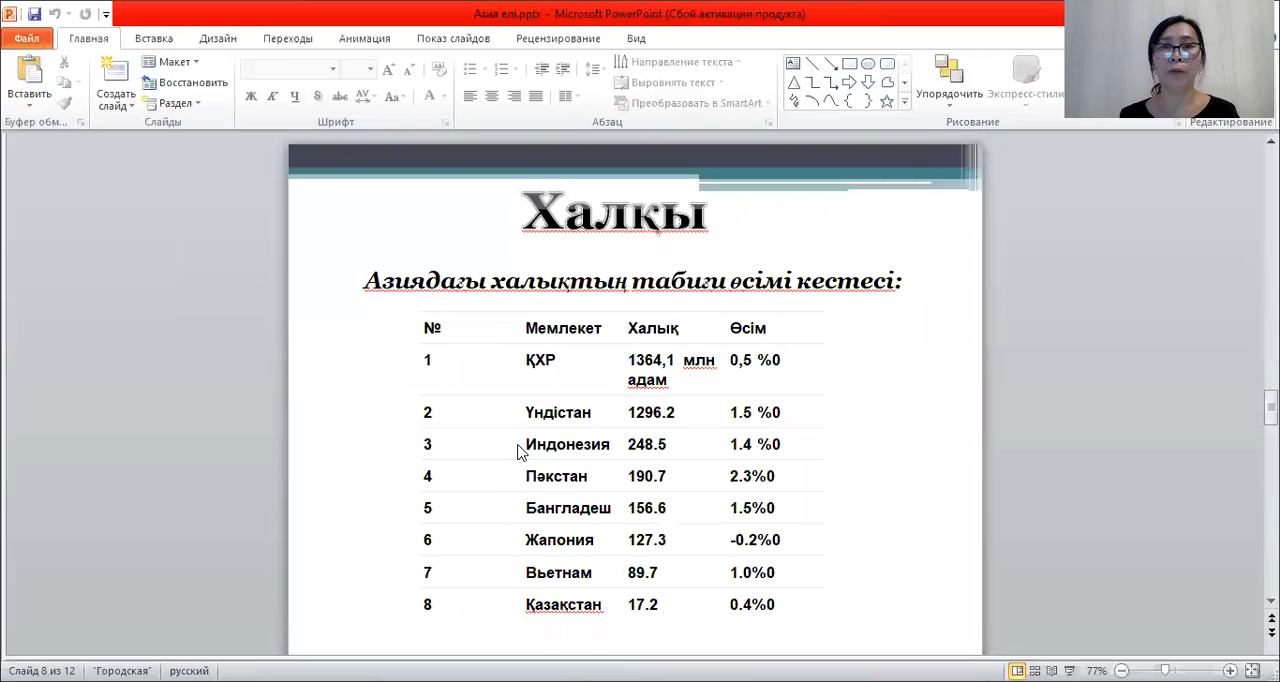 Азия елі.pptx - Microsoft PowerPoint (Сбой активации продукта)
Файл Главная Вставка Дизайн Переходы Анимация Показ слайдов Рецензирование Вид
Вставить
Буфер обм...
Создать слайд
Макет
Восстановить
Раздел
Слайды
Ж К Ч S abc AV Aa A
Шрифт
Направление текста
Выровнять текст
Преобразовать в SmartArt
Абзац
Упорядочить
Экспресс-стили
Рисование
Редактирование
Халқы
Азиядағы халықтың табиғи өсімі кестесі:
№ Мемлекет Халық Өсім
1 ҚХР 1364,1 млн адам 0,5 %0
2 Үндістан 1296.2 1.5 %0
3 Индонезия 248.5 1.4 %0
4 Пәкстан 190.7 2.3%0
5 Бангладеш 156.6 1.5%0
6 Жапония 127.3 -0.2%0
7 Вьетнам 89.7 1.0%0
8 Қазақстан 17.2 0.4%0
Слайд 8 из 12 "Городская" русский 77%